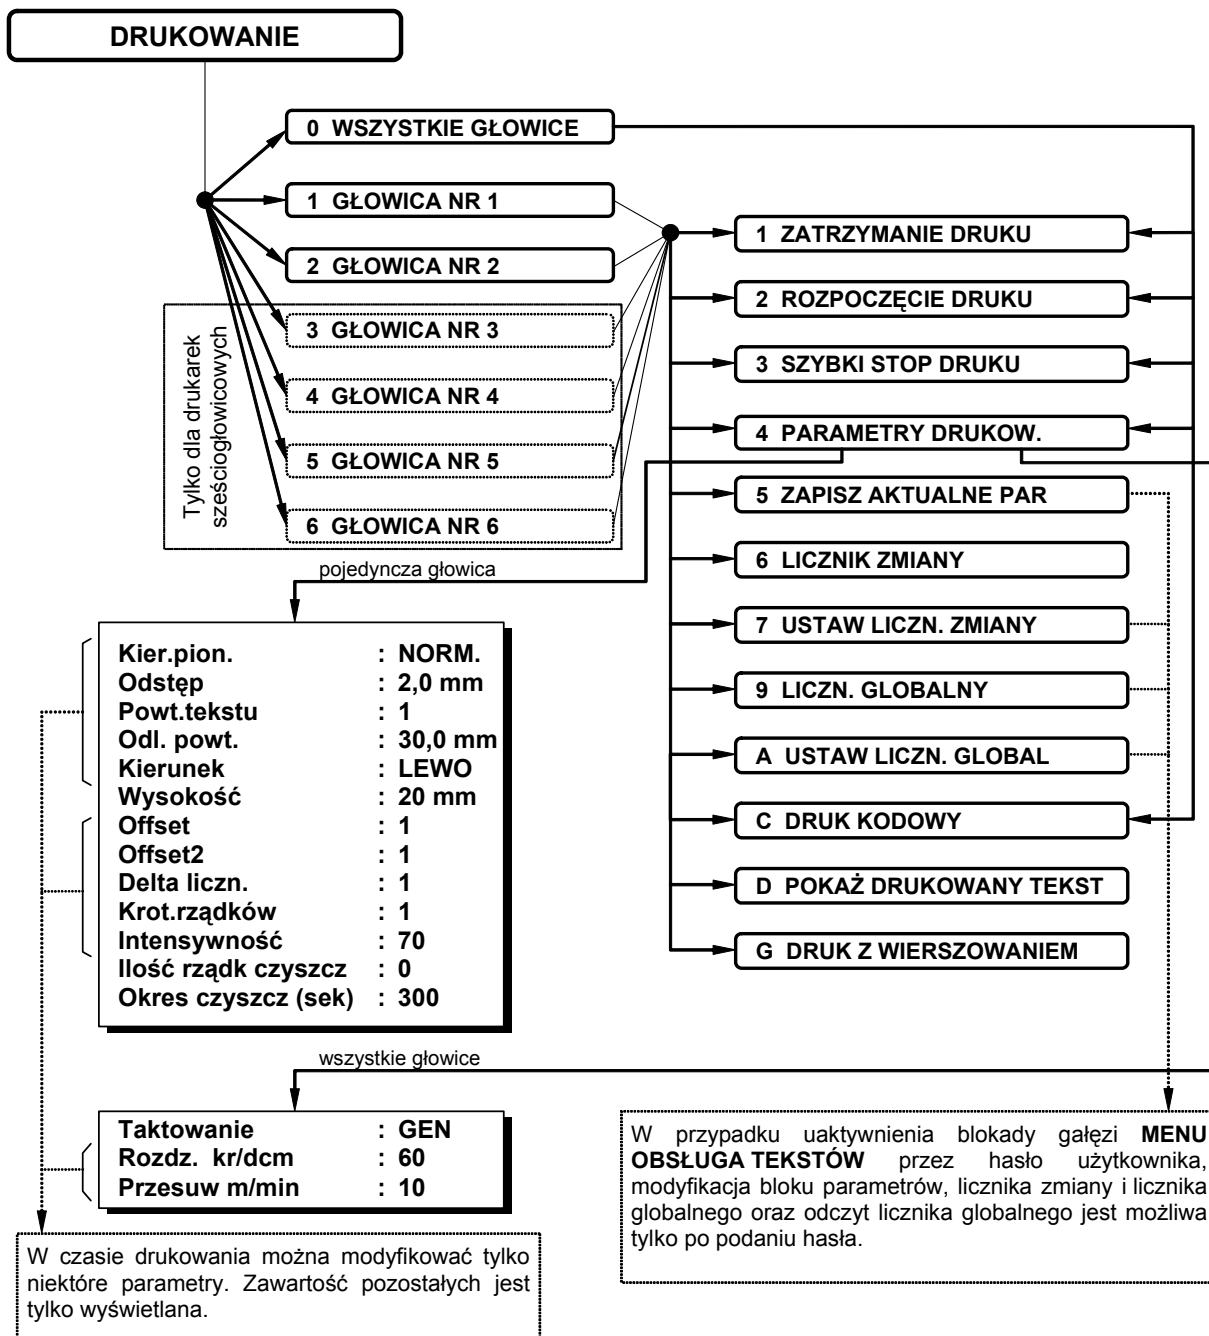 DRUKOWANIE
0 WSZYSTKIE GŁOWICE
1 GŁOWICA NR 1
2 GŁOWICA NR 2
Tylko dla drukarek
sześciogłowicowych
3 GŁOWICA NR 3
4 GŁOWICA NR 4
5 GŁOWICA NR 5
6 GŁOWICA NR 6
1 ZATRZYMANIE DRUKU
2 ROZPOCZĘCIE DRUKU
3 SZYBKI STOP DRUKU
4 PARAMETRY DRUKOW.
5 ZAPISZ AKTUALNE PAR
6 LICZNIK ZMIANY
7 USTAW LICZN. ZMIANY
9 LICZN. GLOBALNY
A USTAW LICZN. GLOBAL
C DRUK KODOWY
D POKAŻ DRUKOWANY TEKST
G DRUK Z WIERSZOWANIEM
pojedyncza głowica
Kier.pion. : NORM.
Odstęp : 2,0 mm
Powt.tekstu : 1
Odl. powt. : 30,0 mm
Kierunek : LEWO
Wysokość : 20 mm
Offset : 1
Offset2 : 1
Delta liczn. : 1
Krot.rządków : 1
Intensywność : 70
Ilość rządk czyszcz : 0
Okres czyszcz (sek) : 300
wszystkie głowice
Taktowanie : GEN
Rozdz. kr/dcm : 60
Przesuw m/min : 10
W czasie drukowania można modyfikować tylko
niektóre parametry. Zawartość pozostałych jest
tylko wyświetlana.
W przypadku uaktywnienia blokady gałęzi MENU
OBSŁUGA TEKSTÓW przez hasło użytkownika,
modyfikacja bloku parametrów, licznika zmiany i licznika
globalnego oraz odczyt licznika globalnego jest możliwa
tylko po podaniu hasła.